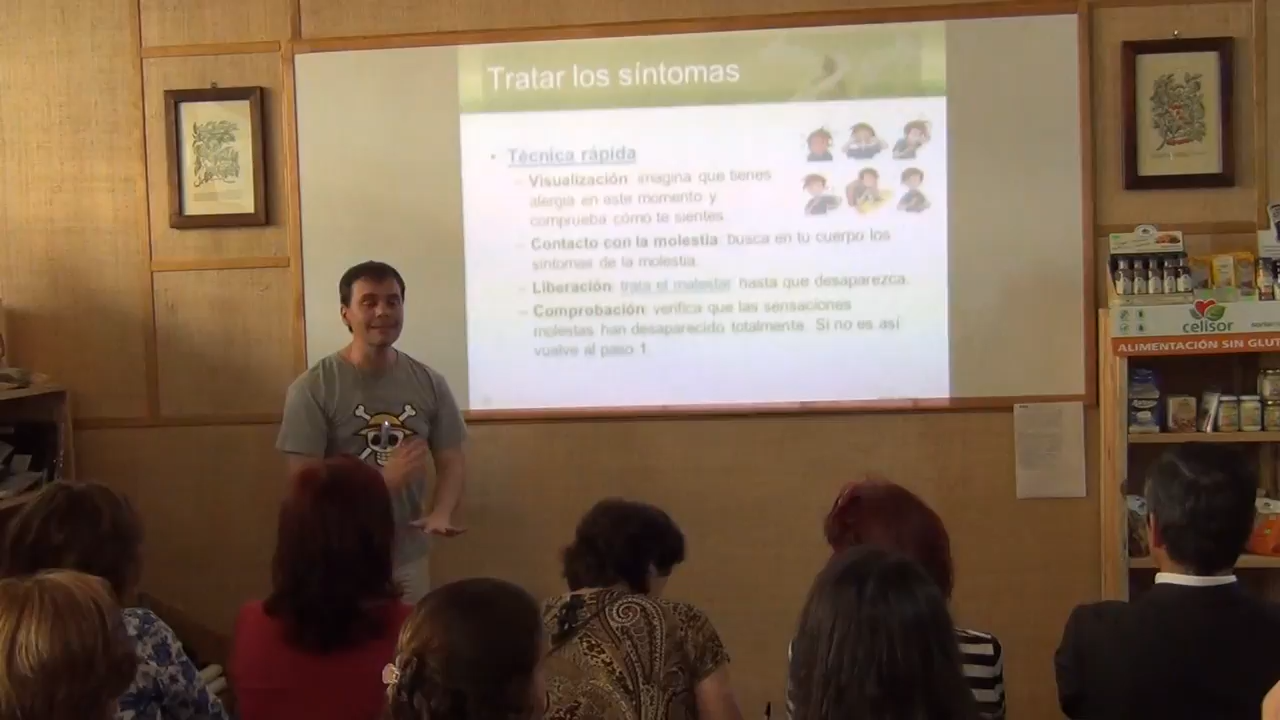 Tratar los síntomas
• Técnica rápida
– Visualización: imagina que tienes
alergia en este momento y
comprueba cómo te sientes.
– Contacto con la molestia: busca en tu cuerpo los
síntomas de la molestia.
– Liberación: trata el malestar hasta que desaparezca.
– Comprobación: verifica que las sensaciones
molestas han desaparecido totalmente. Si no es así
vuelve al paso 1.
celisor
ALIMENTACIÓN SIN GLUT